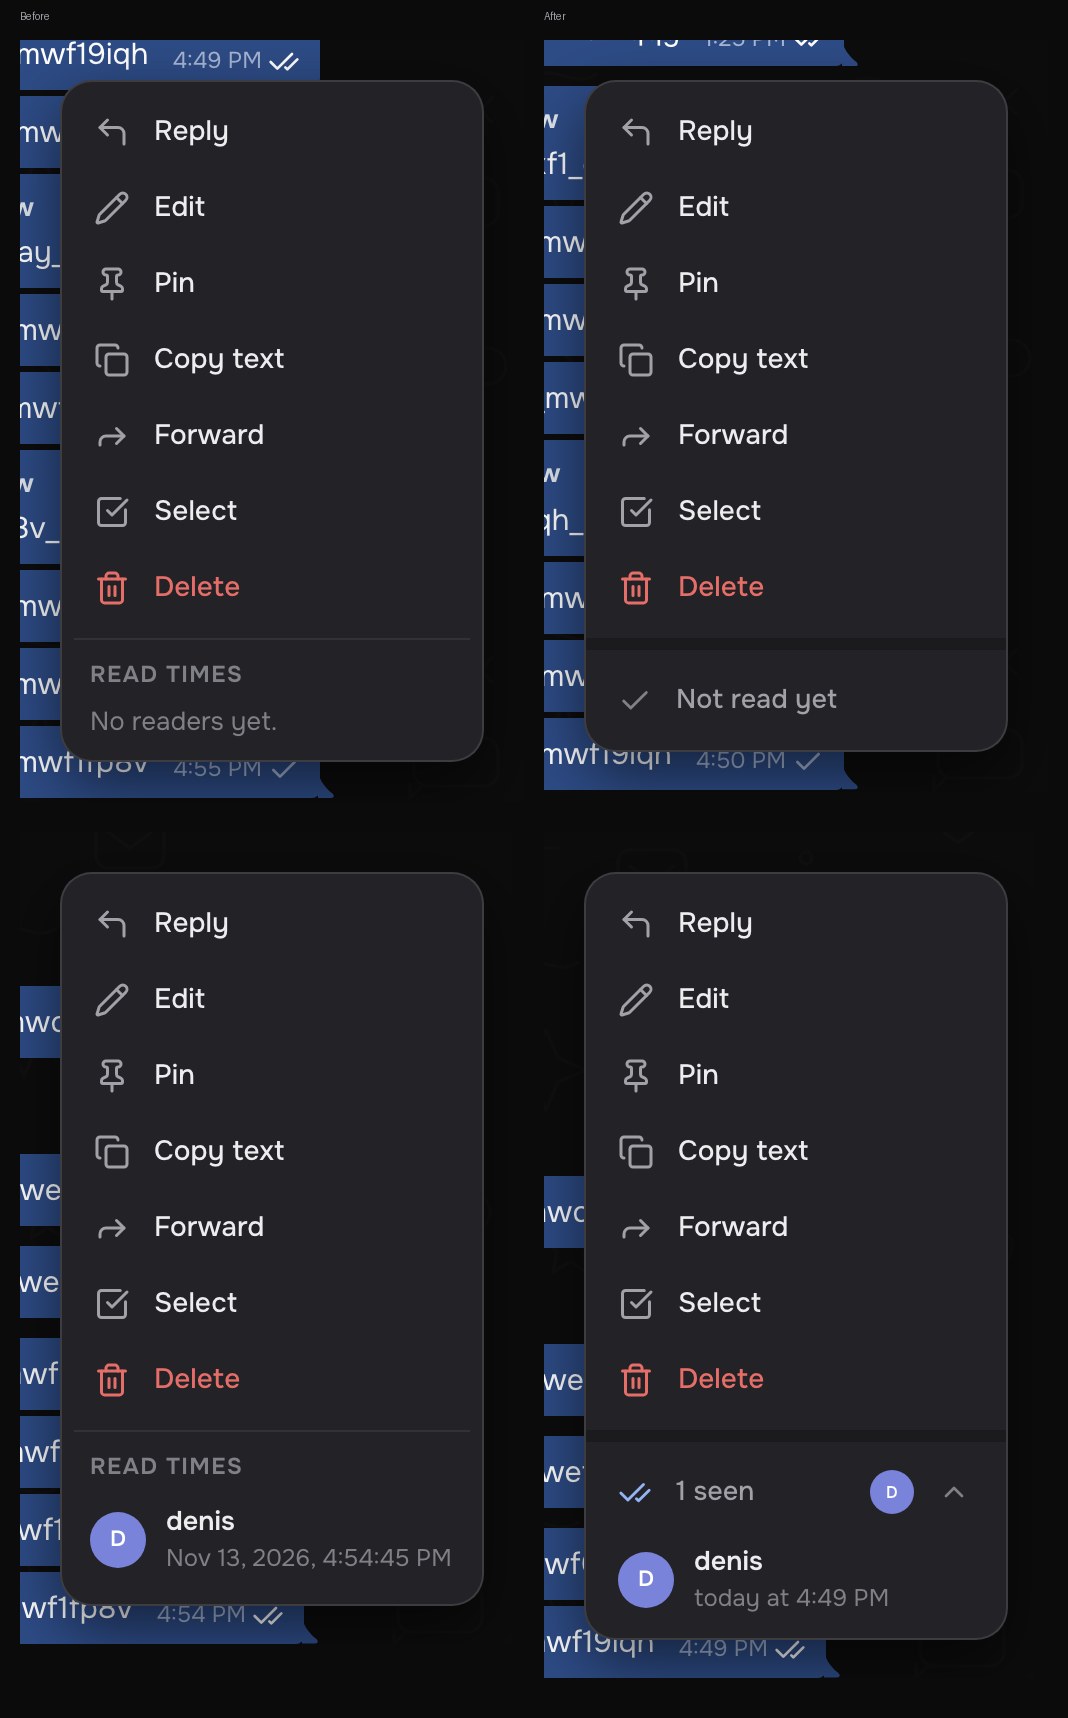 Before
After
mwf19iqh 4:49 PM
Reply
Edit
Pin
Copy text
Forward
Select
Delete
READ TIMES
No readers yet.
4:55 PM
w
Reply
Edit
Pin
Copy text
Forward
Select
Delete
Not read yet
4:50 PM
Reply
Edit
Pin
Copy text
Forward
Select
Delete
READ TIMES
D
denis
Nov 13, 2026, 4:54:45 PM
4:54 PM
Reply
Edit
Pin
Copy text
Forward
Select
Delete
1 seen
D
D
denis
today at 4:49 PM
4:49 PM